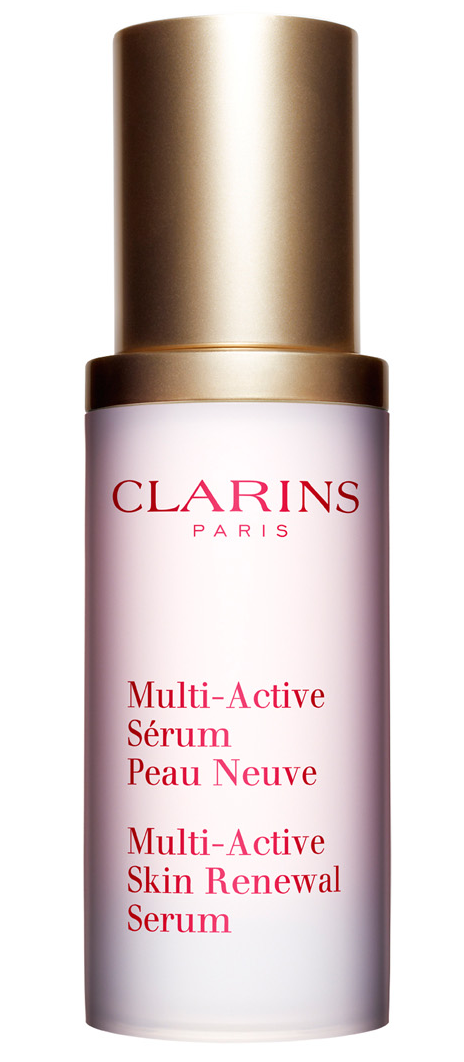 CLARINS
PARIS
Multi-Active
Sérum
Peau Neuve
Multi-Active
Skin Renewal
Serum